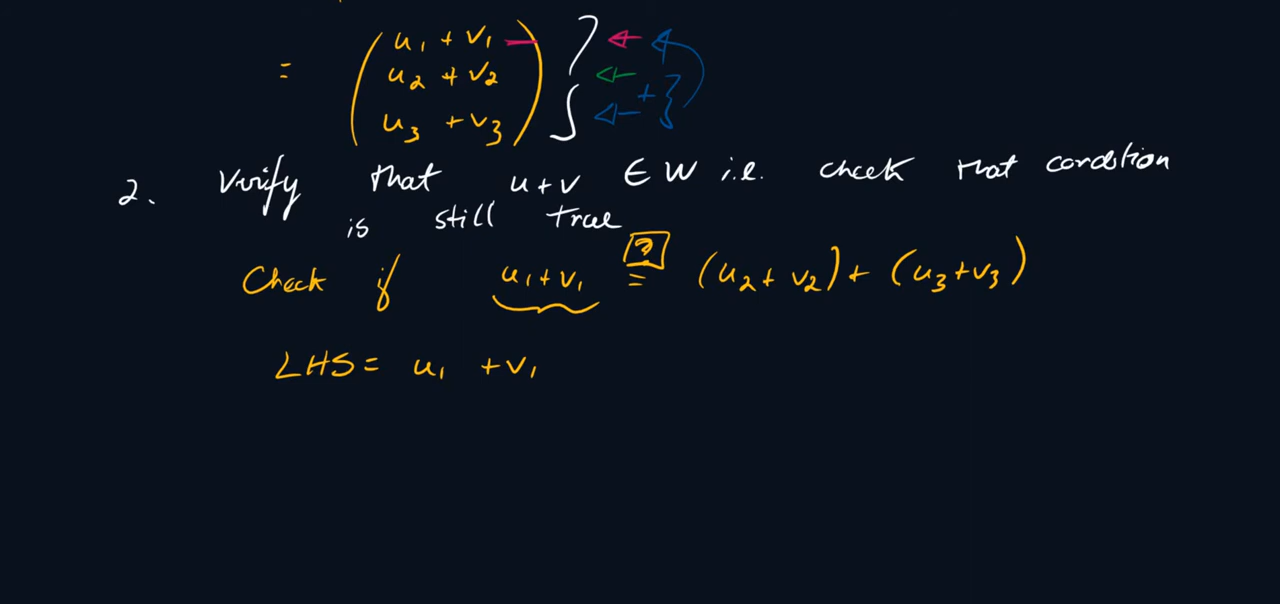 = ( u₁ + v₁
u₂ + v₂
u₃ + v₃ ) } + }
2. Verify that u+v ∈ W i.e. check that condition
is still true
Check if u₁+v₁ [?] = (u₂+v₂)+(u₃+v₃)
LHS = u₁ +v₁